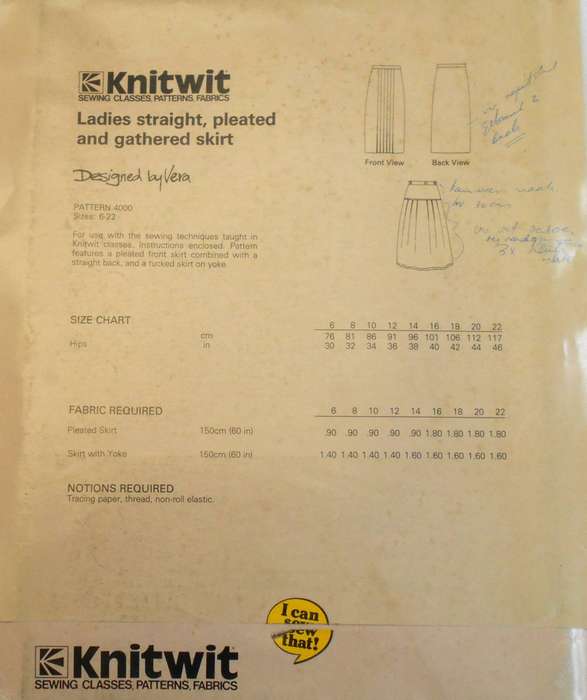 Knitwit
SEWING CLASSES, PATTERNS, FABRICS
Ladies straight, pleated
and gathered skirt
Designed by Vera
PATTERN 4000
Sizes: 6-22
For use with the sewing techniques taught in
Knitwit classes. Instructions enclosed. Pattern
features a pleated front skirt combined with a
straight back, and a tucked skirt on yoke.
Front View
Back View
SIZE CHART
6 8 10 12 14 16 18 20 22
Hips cm 76 81 86 91 96 101 106 112 117
in 30 32 34 36 38 40 42 44 46
FABRIC REQUIRED 6 8 10 12 14 16 18 20 22
Pleated Skirt 150cm (60 in) .90 .90 .90 .90 .90 1.80 1.80 1.80 1.80
Skirt with Yoke 150cm (60 in) 1.40 1.40 1.40 1.40 1.60 1.60 1.60 1.60 1.60
NOTIONS REQUIRED
Tracing paper, thread, non-roll elastic.
I can
sew
that!
Knitwit
SEWING CLASSES, PATTERNS, FABRICS